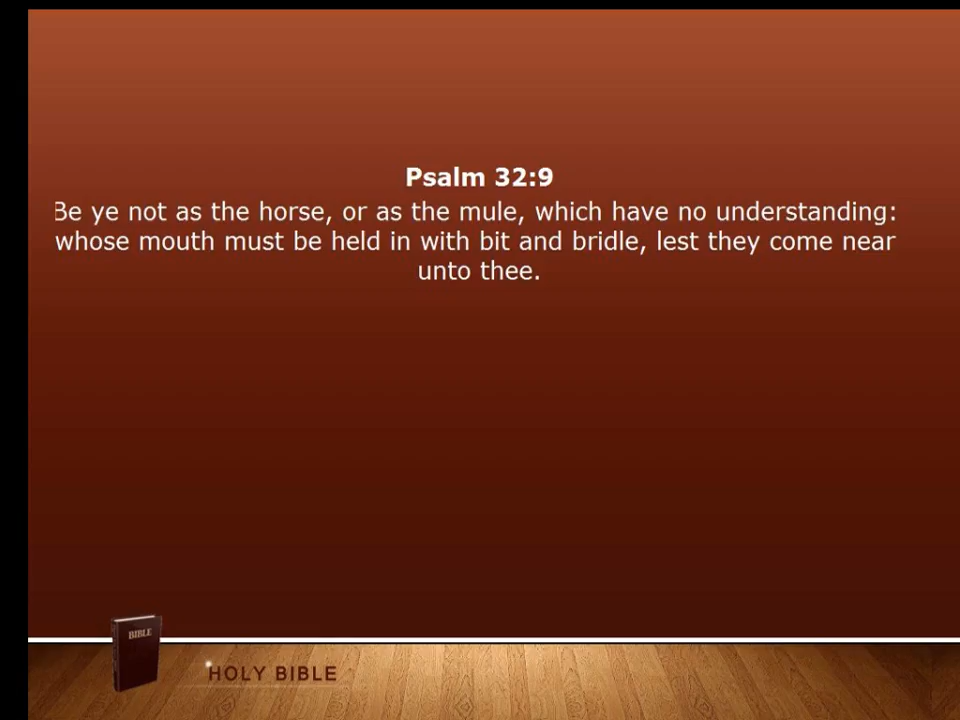 Psalm 32:9
Be ye not as the horse, or as the mule, which have no understanding:
whose mouth must be held in with bit and bridle, lest they come near
unto thee.
BIBLE
HOLY BIBLE